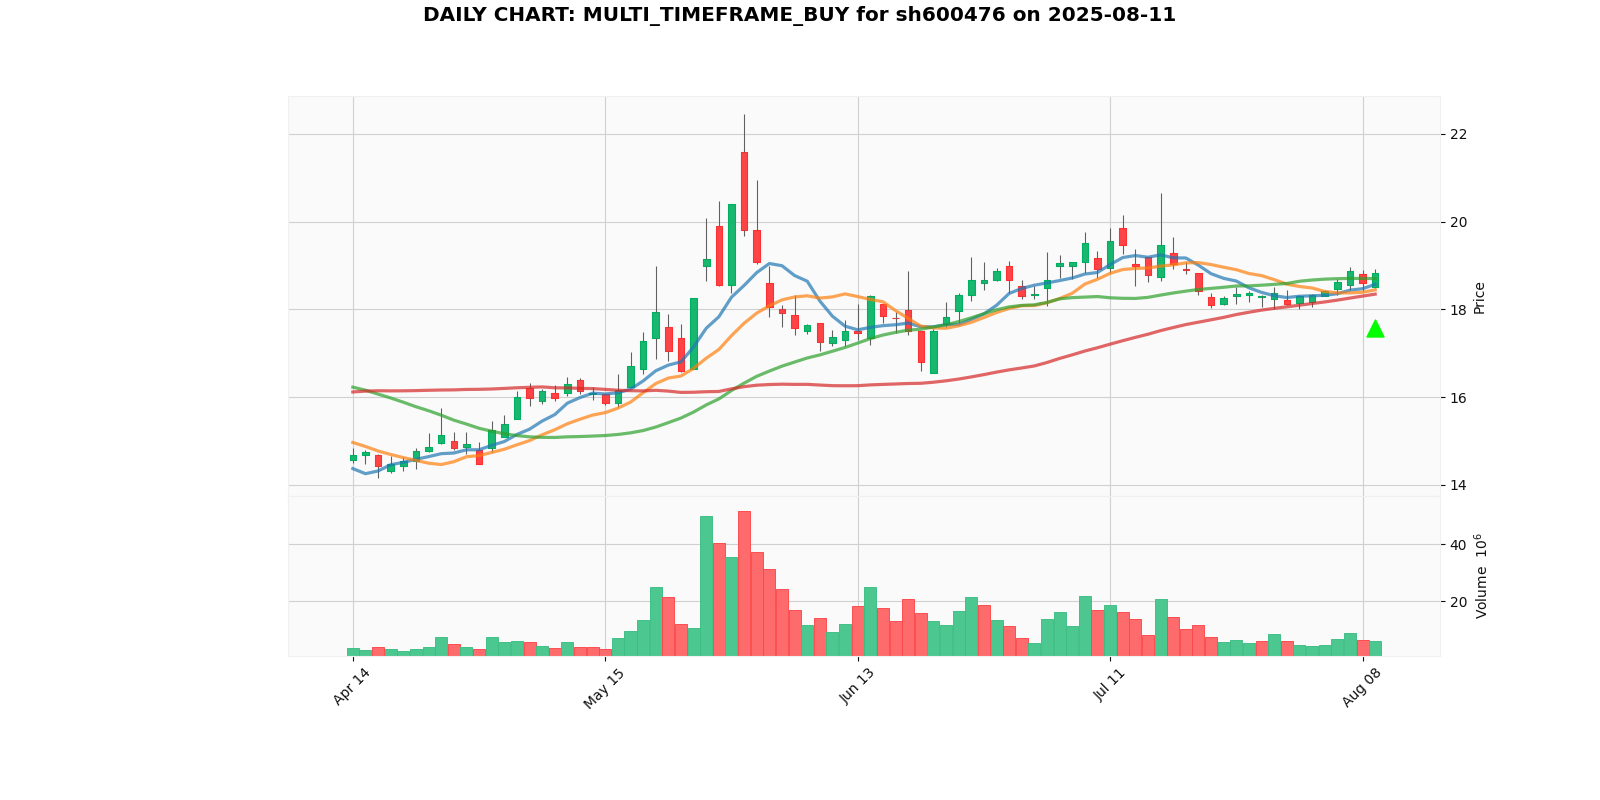 DAILY CHART: MULTI_TIMEFRAME_BUY for sh600476 on 2025-08-11
22
20
18
16
14
Price
40
20
Volume 10^6
Apr 14
May 15
Jun 13
Jul 11
Aug 08